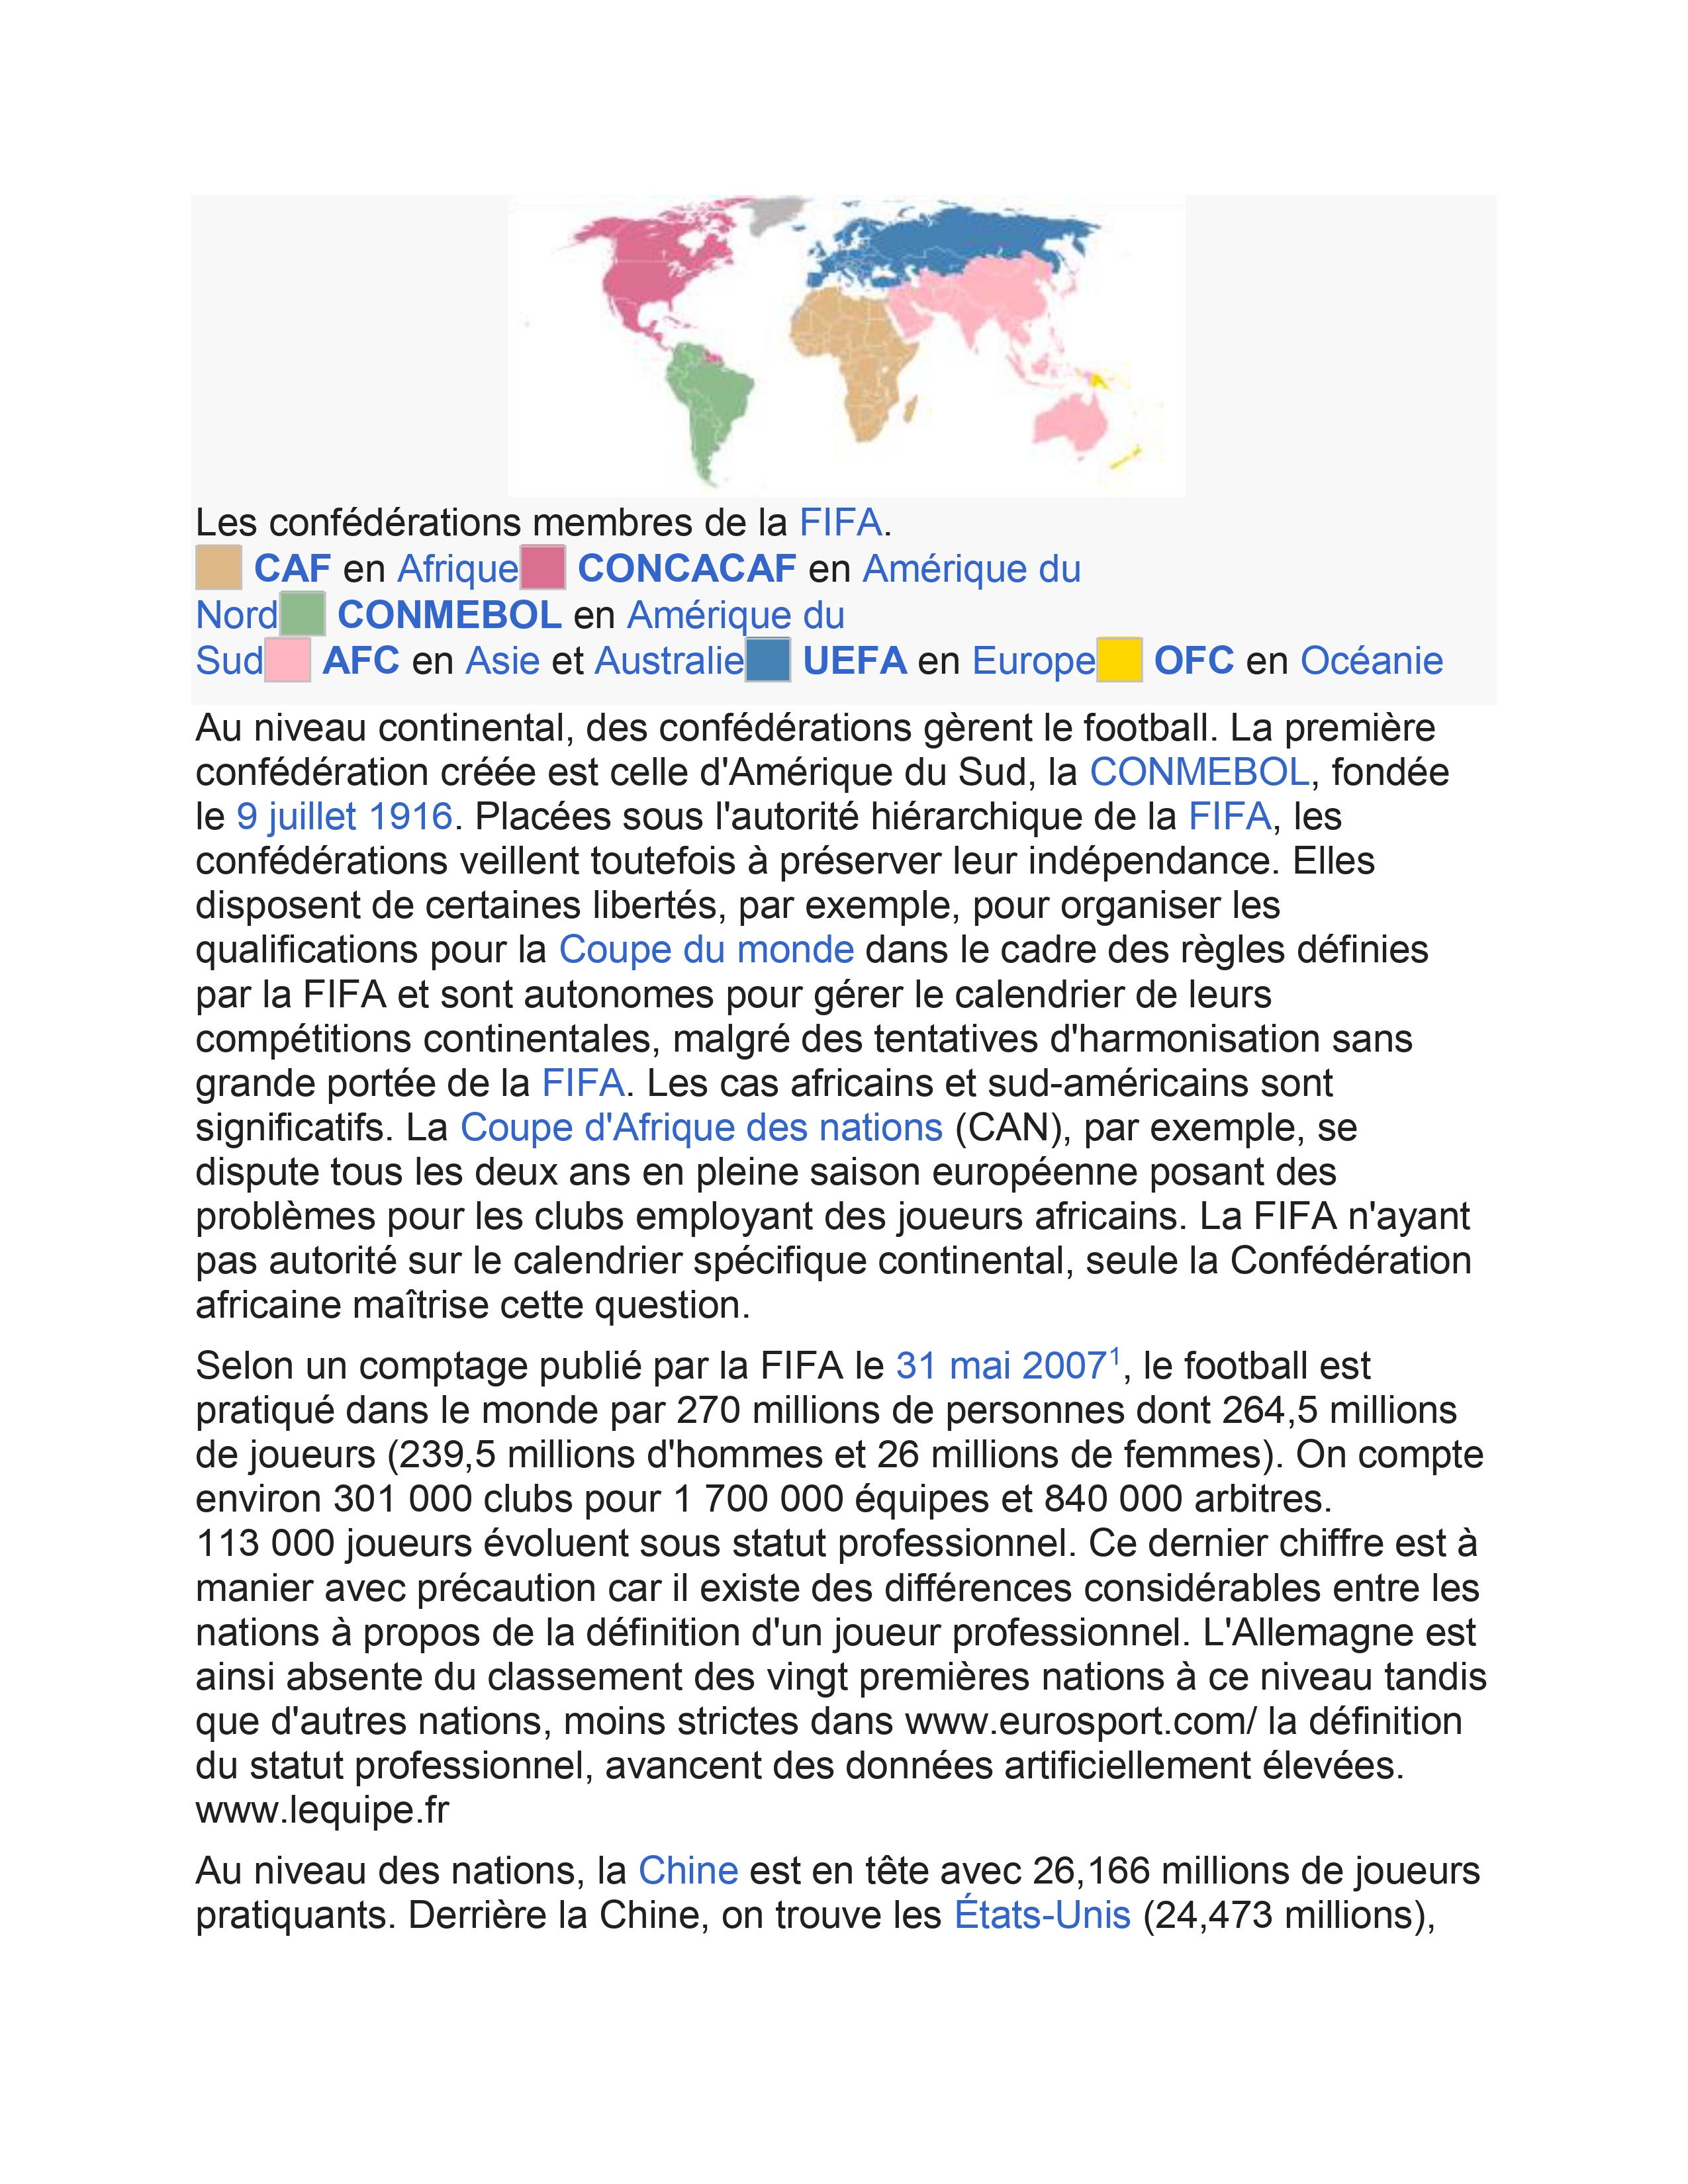 Les confédérations membres de la FIFA.
CAF en Afrique CONCACAF en Amérique du
Nord CONMEBOL en Amérique du
Sud AFC en Asie et Australie UEFA en Europe OFC en Océanie
Au niveau continental, des confédérations gèrent le football. La première
confédération créée est celle d'Amérique du Sud, la CONMEBOL, fondée
le 9 juillet 1916. Placées sous l'autorité hiérarchique de la FIFA, les
confédérations veillent toutefois à préserver leur indépendance. Elles
disposent de certaines libertés, par exemple, pour organiser les
qualifications pour la Coupe du monde dans le cadre des règles définies
par la FIFA et sont autonomes pour gérer le calendrier de leurs
compétitions continentales, malgré des tentatives d'harmonisation sans
grande portée de la FIFA. Les cas africains et sud-américains sont
significatifs. La Coupe d'Afrique des nations (CAN), par exemple, se
dispute tous les deux ans en pleine saison européenne posant des
problèmes pour les clubs employant des joueurs africains. La FIFA n'ayant
pas autorité sur le calendrier spécifique continental, seule la Confédération
africaine maîtrise cette question.
Selon un comptage publié par la FIFA le 31 mai 2007¹, le football est
pratiqué dans le monde par 270 millions de personnes dont 264,5 millions
de joueurs (239,5 millions d'hommes et 26 millions de femmes). On compte
environ 301 000 clubs pour 1 700 000 équipes et 840 000 arbitres.
113 000 joueurs évoluent sous statut professionnel. Ce dernier chiffre est à
manier avec précaution car il existe des différences considérables entre les
nations à propos de la définition d'un joueur professionnel. L'Allemagne est
ainsi absente du classement des vingt premières nations à ce niveau tandis
que d'autres nations, moins strictes dans www.eurosport.com/ la définition
du statut professionnel, avancent des données artificiellement élevées.
www.lequipe.fr
Au niveau des nations, la Chine est en tête avec 26,166 millions de joueurs
pratiquants. Derrière la Chine, on trouve les États-Unis (24,473 millions),